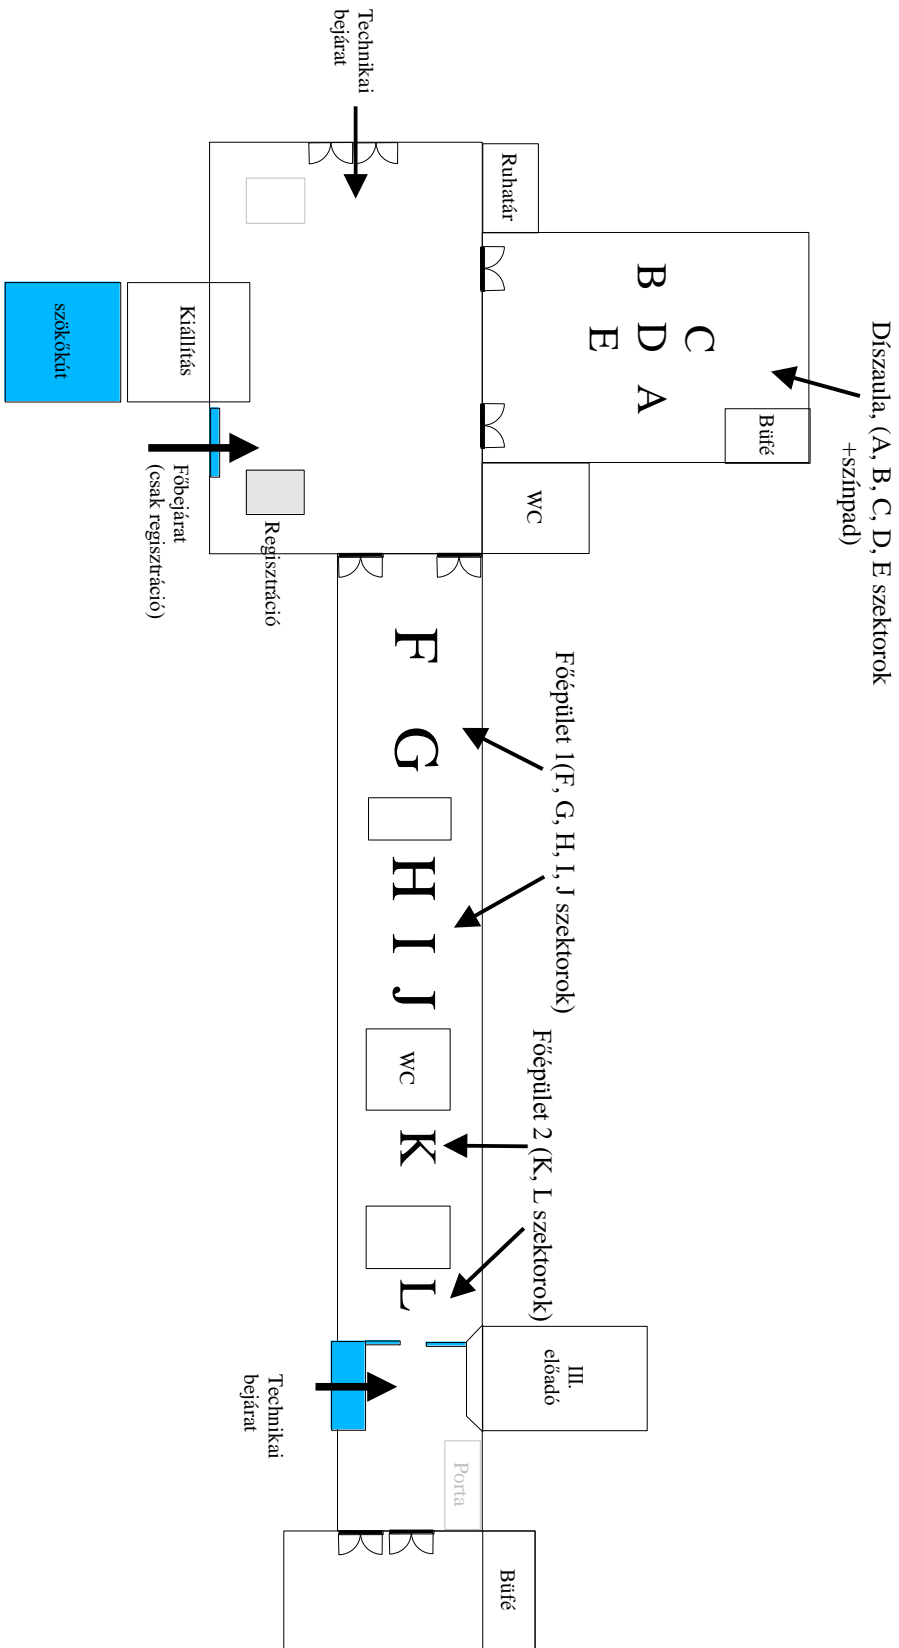 Díszaula, (A, B, C, D, E szektorok
+színpad)
Büfé
C
B D A
E
Ruhatár
WC
Technikai
bejárat
Kiállítás
szökőkút
Regisztráció
Főbejárat
(csak regisztráció)
Főépület 1(F, G, H, I, J szektorok)
Főépület 2 (K, L szektorok)
F G H I J
WC
K L
III.
előadó
Technikai
bejárat
Porta
Büfé